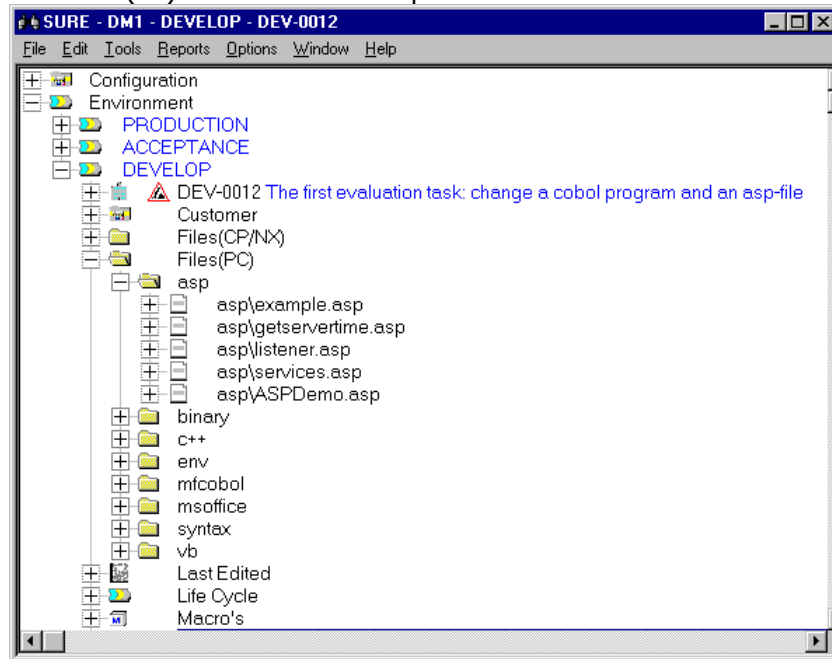 SURE - DM1 - DEVELOP - DEV-0012
File Edit Tools Reports Options Window Help
Configuration
Environment
PRODUCTION
ACCEPTANCE
DEVELOP
DEV-0012 The first evaluation task: change a cobol program and an asp-file
Customer
Files(CP/NX)
Files(PC)
asp
asp\example.asp
asp\getservertime.asp
asp\listener.asp
asp\services.asp
asp\ASPDemo.asp
binary
c++
env
mfcobol
msoffice
syntax
vb
Last Edited
Life Cycle
Macro's